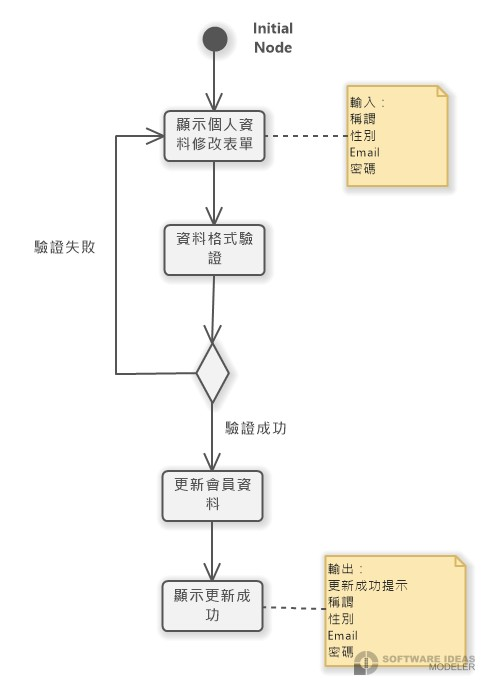 Initial
Node
顯示個人資
料修改表單
輸入：
稱謂
性別
Email
密碼
資料格式驗
證
驗證失敗
驗證成功
更新會員資
料
顯示更新成
功
輸出：
更新成功提示
稱謂
性別
Email
密碼
SOFTWARE IDEAS
MODELER